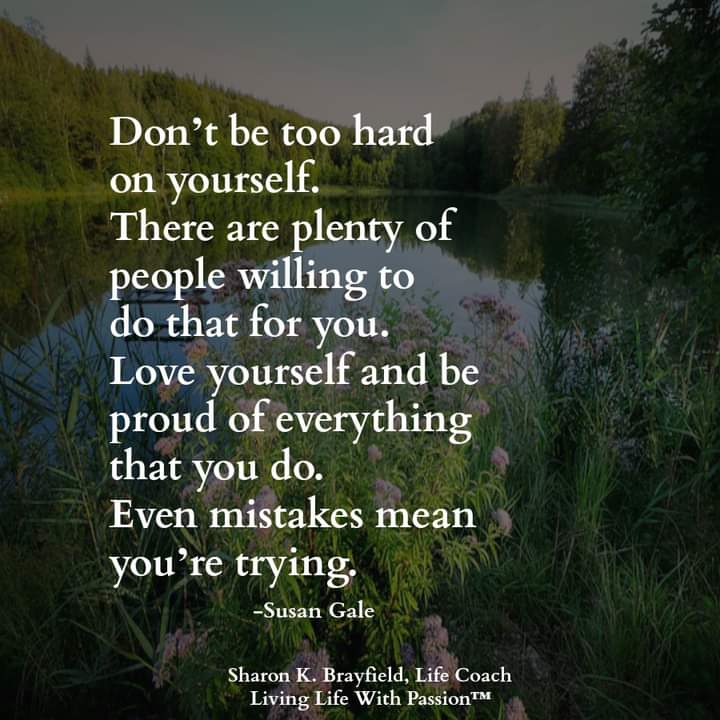 Don’t be too hard
on yourself.
There are plenty of
people willing to
do that for you.
Love yourself and be
proud of everything
that you do.
Even mistakes mean
you’re trying.
-Susan Gale
Sharon K. Brayfield, Life Coach
Living Life With Passion™